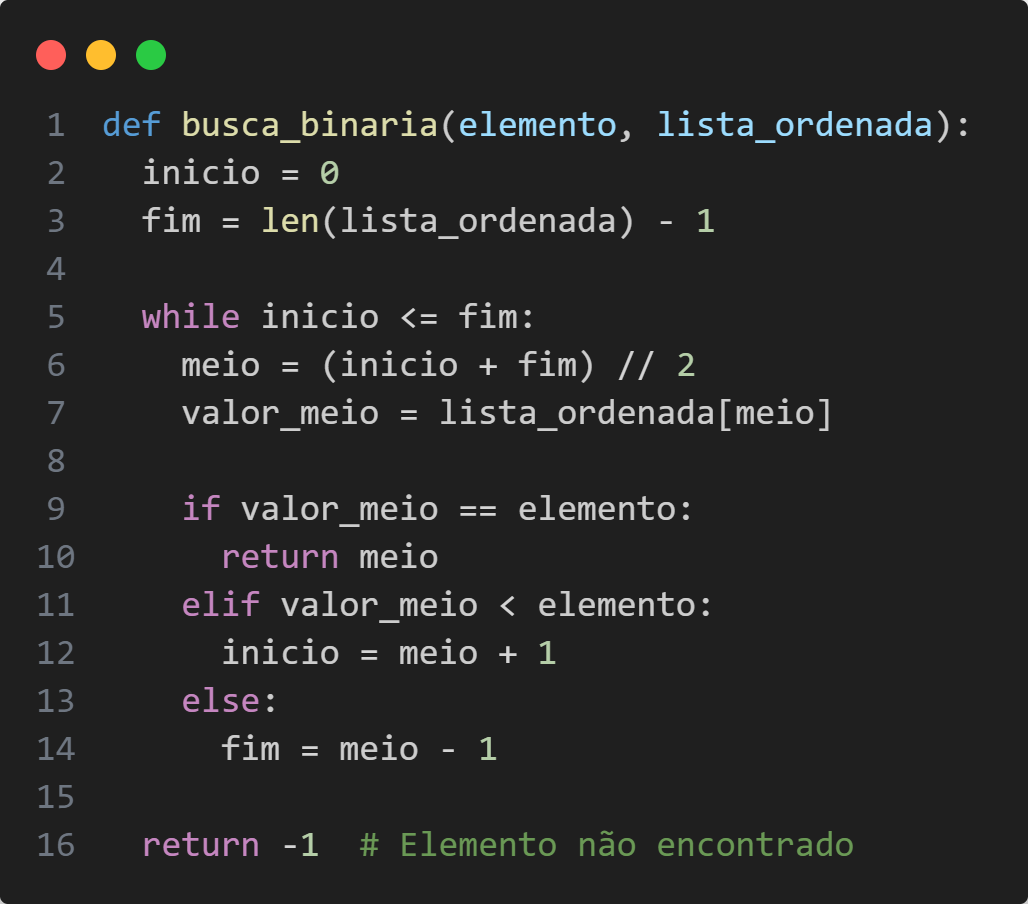 1 def busca_binaria(elemento, lista_ordenada):
2   inicio = 0
3   fim = len(lista_ordenada) - 1
4
5   while inicio <= fim:
6     meio = (inicio + fim) // 2
7     valor_meio = lista_ordenada[meio]
8
9     if valor_meio == elemento:
10       return meio
11     elif valor_meio < elemento:
12       inicio = meio + 1
13     else:
14       fim = meio - 1
15
16   return -1  # Elemento não encontrado